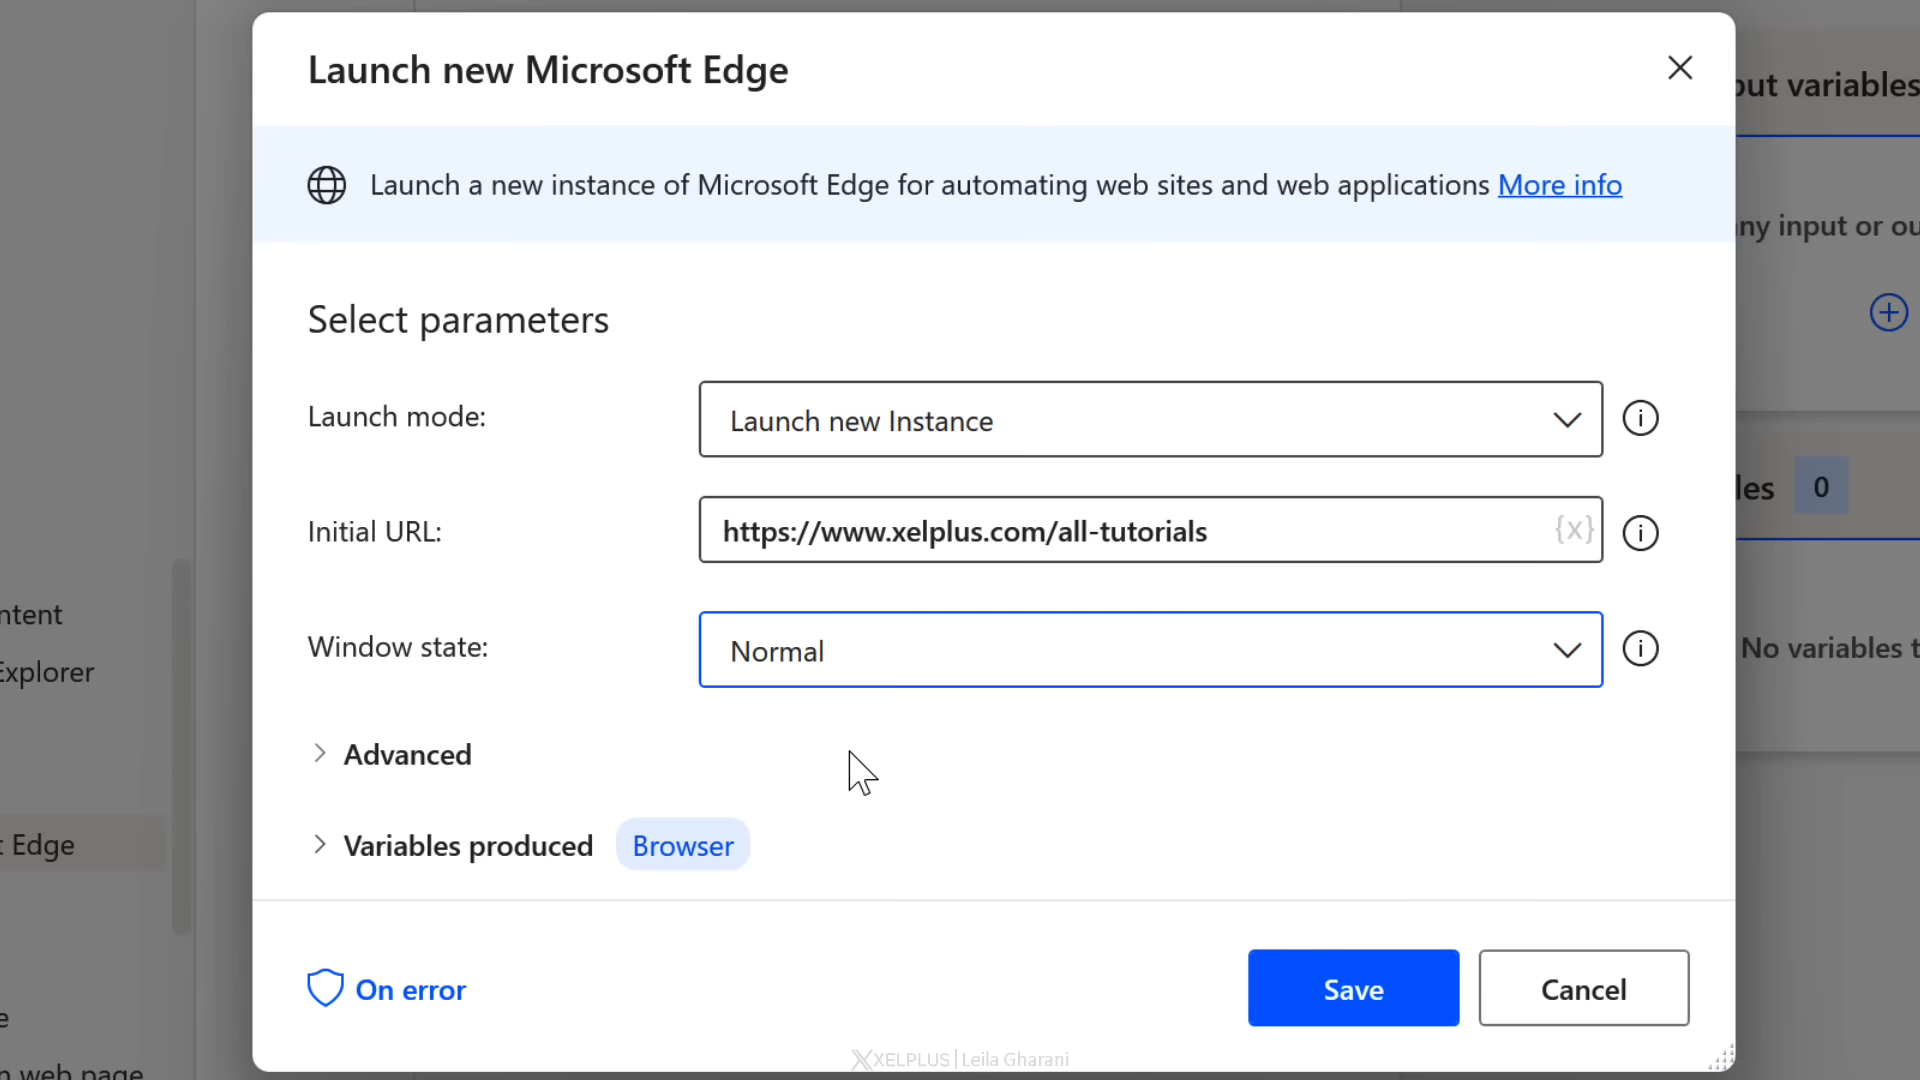 Launch new Microsoft Edge
Launch a new instance of Microsoft Edge for automating web sites and web applications More info
Select parameters
Launch mode:
Launch new Instance
Initial URL:
https://www.xelplus.com/all-tutorials
{x}
Window state:
Normal
Advanced
Variables produced Browser
On error
Save
Cancel
XELPLUS | Leila Gharani
ntent
Explorer
t Edge
e
n web page
put variables
ny input or ou
les 0
No variables t